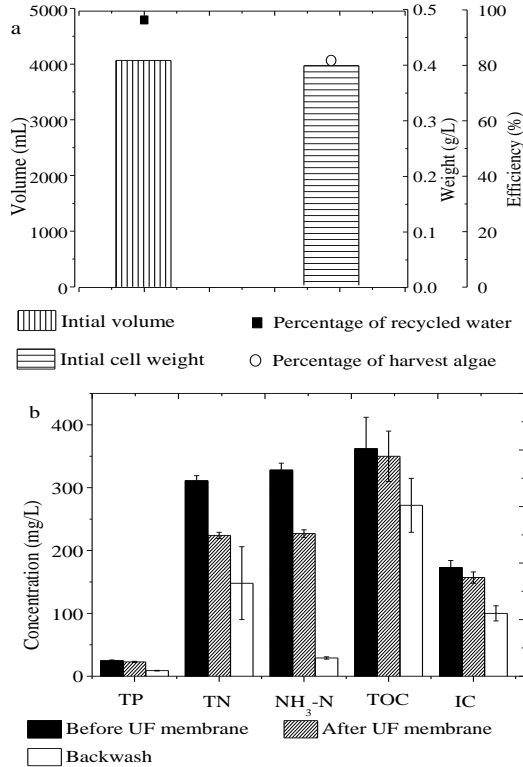 a
Volume (mL)
5000
4000
3000
2000
1000
0
Weight (g/L)
0.5
0.4
0.3
0.2
0.1
0.0
Efficiency (%)
100
80
60
40
20
0
Intial volume
Percentage of recycled water
Intial cell weight
Percentage of harvest algae
b
Concentration (mg/L)
400
300
200
100
0
TP TN NH3-N TOC IC
Before UF membrane
After UF membrane
Backwash